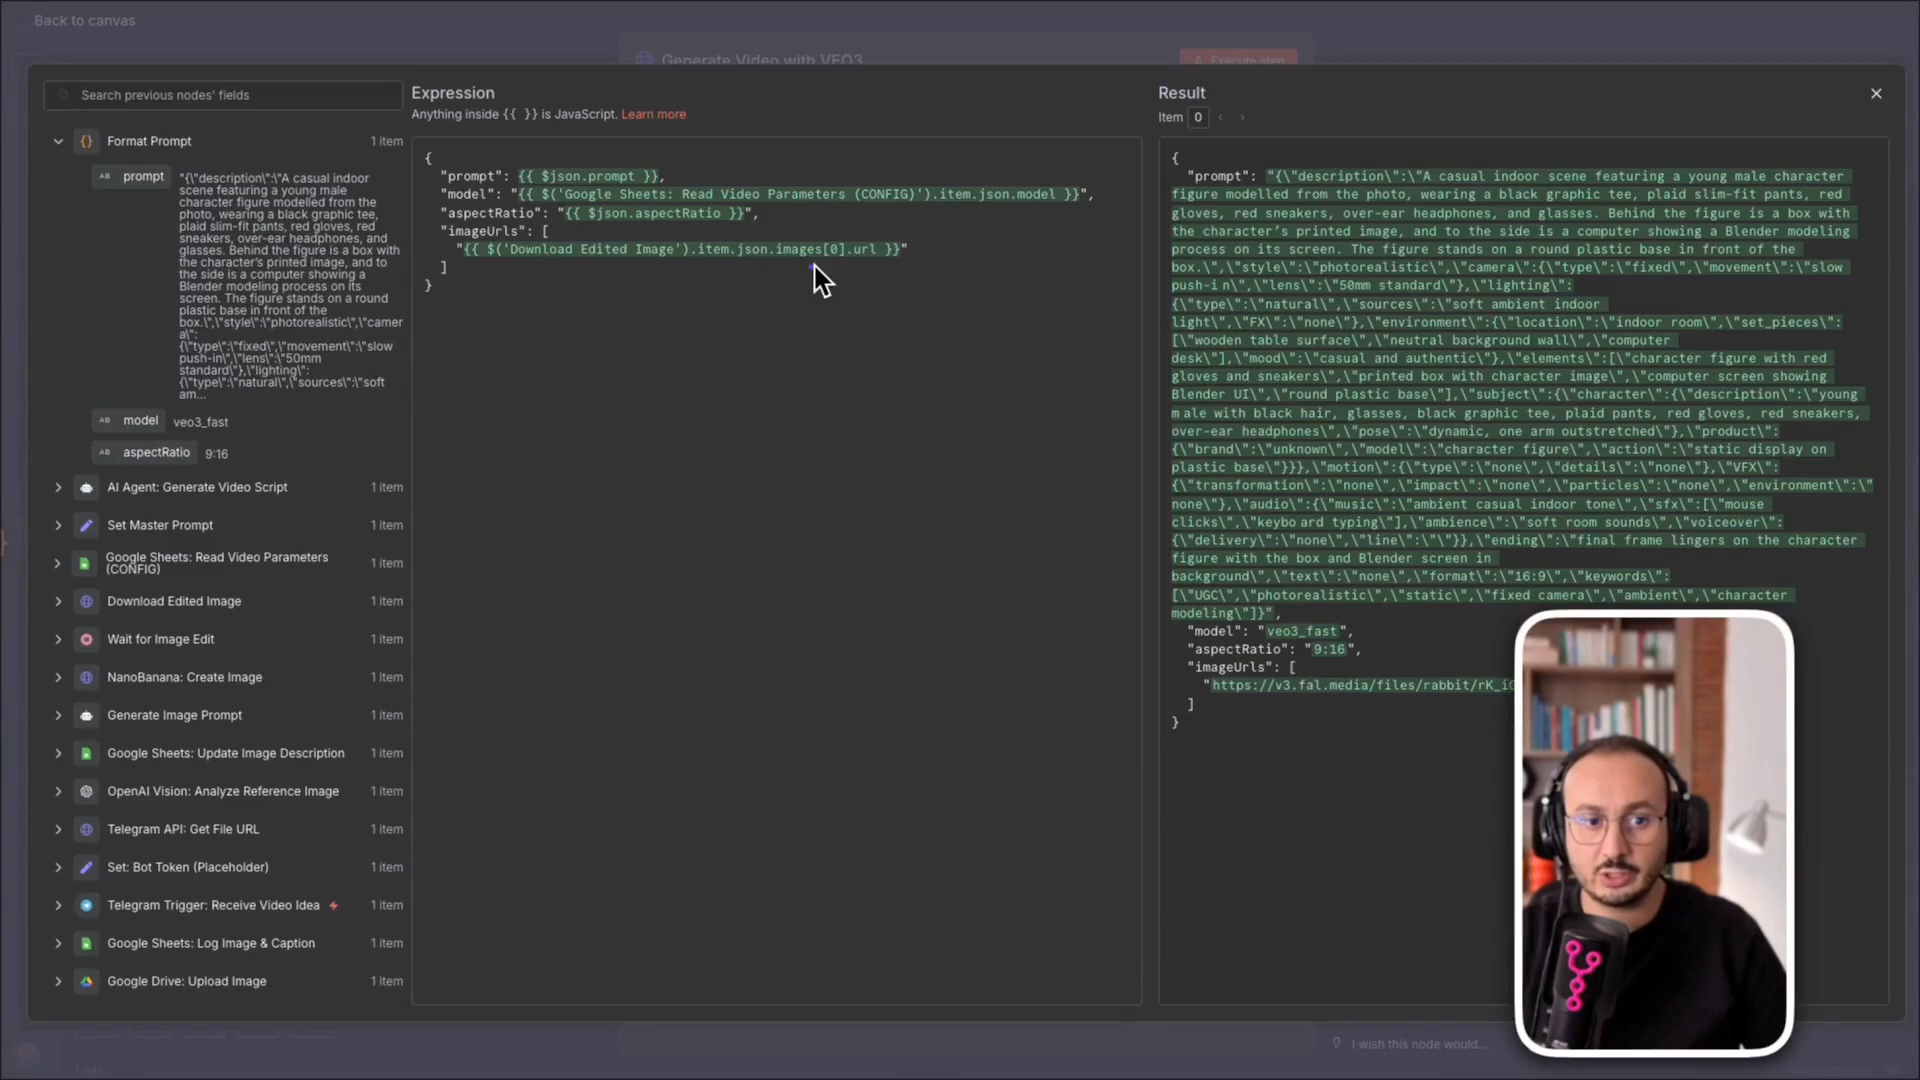 Back to canvas
Generate Video with VEO3
Execute step
Search previous nodes' fields
Format Prompt
1 item
AB prompt
"{\"description\":\"A casual indoor
scene featuring a young male
character figure modelled from the
photo, wearing a black graphic tee,
plaid slim-fit pants, red gloves, red
sneakers, over-ear headphones, and
glasses. Behind the figure is a box with
the character's printed image, and to
the side is a computer showing a
Blender modeling process on its
screen. The figure stands on a round
plastic base in front of the
box.\",\"style\":\"photorealistic\",\"camer
a\":
{\"type\":\"fixed\",\"movement\":\"slow
push-in\",\"lens\":\"50mm
standard\"},\"lighting\":
{\"type\":\"natural\",\"sources\":\"soft
am...
AB model
veo3_fast
AB aspectRatio
9:16
AI Agent: Generate Video Script
1 item
Set Master Prompt
1 item
Google Sheets: Read Video Parameters
(CONFIG)
1 item
Download Edited Image
1 item
Wait for Image Edit
1 item
NanoBanana: Create Image
1 item
Generate Image Prompt
1 item
Google Sheets: Update Image Description
1 item
OpenAI Vision: Analyze Reference Image
1 item
Telegram API: Get File URL
1 item
Set: Bot Token (Placeholder)
1 item
Telegram Trigger: Receive Video Idea
1 item
Google Sheets: Log Image & Caption
1 item
Google Drive: Upload Image
1 item
Expression
Anything inside {{ }} is JavaScript. Learn more
{
"prompt": {{ $json.prompt }},
"model": "{{ $('Google Sheets: Read Video Parameters (CONFIG)').item.json.model }}",
"aspectRatio": "{{ $json.aspectRatio }}",
"imageUrls": [
"{{ $('Download Edited Image').item.json.images[0].url }}"
]
}
Result
Item 0
{
"prompt": "{\"description\":\"A casual indoor scene featuring a young male character
figure modelled from the photo, wearing a black graphic tee, plaid slim-fit pants, red
gloves, red sneakers, over-ear headphones, and glasses. Behind the figure is a box with
the character's printed image, and to the side is a computer showing a Blender modeling
process on its screen. The figure stands on a round plastic base in front of the
box.\",\"style\":\"photorealistic\",\"camera\":{\"type\":\"fixed\",\"movement\":\"slow
push-in\",\"lens\":\"50mm standard\"},\"lighting\":
{\"type\":\"natural\",\"sources\":\"soft ambient indoor
light\",\"FX\":\"none\"},\"environment\":{\"location\":\"indoor room\",\"set_pieces\":
[\"wooden table surface\",\"neutral background wall\",\"computer
desk\"],\"mood\":\"casual and authentic\"},\"elements\":[\"character figure with red
gloves and sneakers\",\"printed box with character image\",\"computer screen showing
Blender UI\",\"round plastic base\"],\"subject\":{\"character\":{\"description\":\"young
male with black hair, glasses, black graphic tee, plaid pants, red gloves, red sneakers,
over-ear headphones\",\"pose\":\"dynamic, one arm outstretched\"},\"product\":
{\"brand\":\"unknown\",\"model\":\"character figure\",\"action\":\"static display on
plastic base\"}}},\"motion\":{\"type\":\"none\",\"details\":\"none\"},\"VFX\":
{\"transformation\":\"none\",\"impact\":\"none\",\"particles\":\"none\",\"environment\":\"
none\"},\"audio\":{\"music\":\"ambient casual indoor tone\",\"sfx\":[\"mouse
clicks\",\"keyboard typing\"],\"ambience\":\"soft room sounds\",\"voiceover\":
{\"delivery\":\"none\",\"line\":\"\"}},\"ending\":\"final frame lingers on the character
figure with the box and Blender screen in
background\",\"text\":\"none\",\"format\":\"16:9\",\"keywords\":
[\"UGC\",\"photorealistic\",\"static\",\"fixed camera\",\"ambient\",\"character
modeling\"]}",
"model": "veo3_fast",
"aspectRatio": "9:16",
"imageUrls": [
"https://v3.fal.media/files/rabbit/rK_i
]
}
I wish this node would...